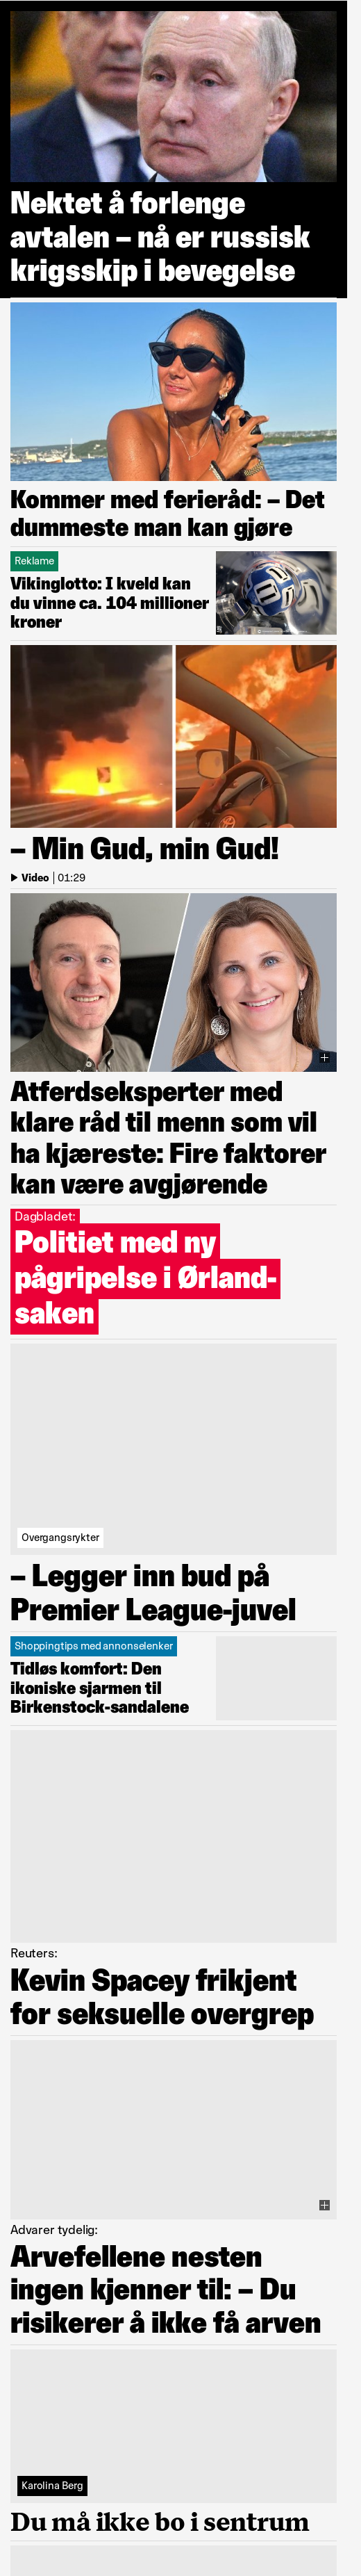 Nektet å forlenge
avtalen – nå er russisk
krigsskip i bevegelse
Kommer med ferieråd: – Det
dummeste man kan gjøre
Reklame
Vikinglotto: I kveld kan
du vinne ca. 104 millioner
kroner
11
– Min Gud, min Gud!
Video | 01:29
Atferdseksperter med
klare råd til menn som vil
ha kjæreste: Fire faktorer
kan være avgjørende
Dagbladet:
Politiet med ny
pågripelse i Ørland-
saken
Overgangsrykter
– Legger inn bud på
Premier League-juvel
Shoppingtips med annonselenker
Tidløs komfort: Den
ikoniske sjarmen til
Birkenstock-sandalene
Reuters:
Kevin Spacey frikjent
for seksuelle overgrep
Advarer tydelig:
Arvefellene nesten
ingen kjenner til: – Du
risikerer å ikke få arven
Karolina Berg
Du må ikke bo i sentrum